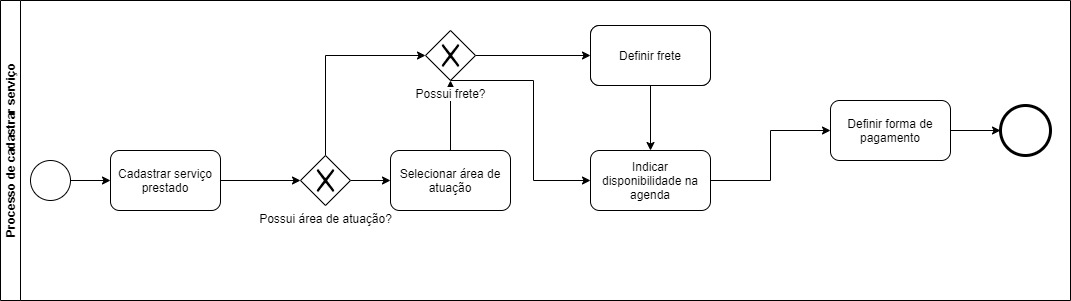 Processo de cadastrar serviço
Cadastrar serviço
prestado
Possui área de atuação?
Selecionar área de
atuação
Possui frete?
Definir frete
Indicar
disponibilidade na
agenda
Definir forma de
pagamento